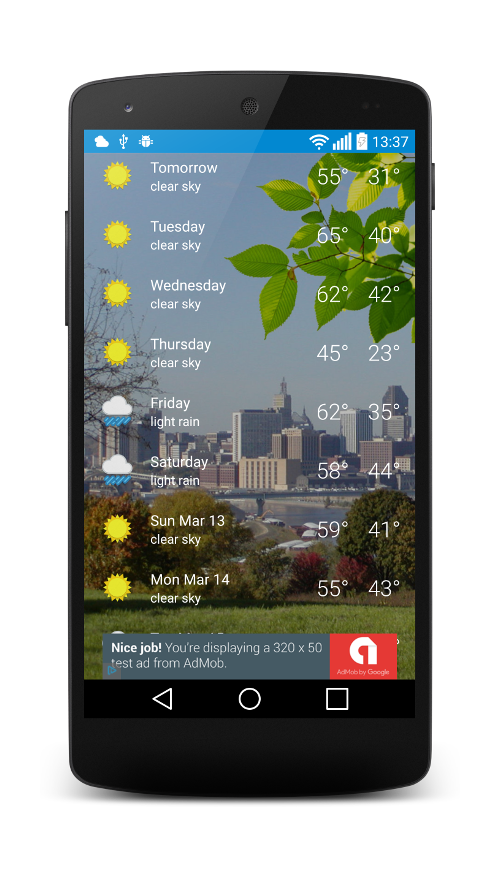 13:37
Tomorrow 55° 31°
clear sky
Tuesday 65° 40°
clear sky
Wednesday 62° 42°
clear sky
Thursday 45° 23°
clear sky
Friday 62° 35°
light rain
Saturday 58° 44°
light rain
Sun Mar 13 59° 41°
clear sky
Mon Mar 14 55° 43°
clear sky
Nice job! You're displaying a 320 x 50
test ad from AdMob.
AdMob by Google